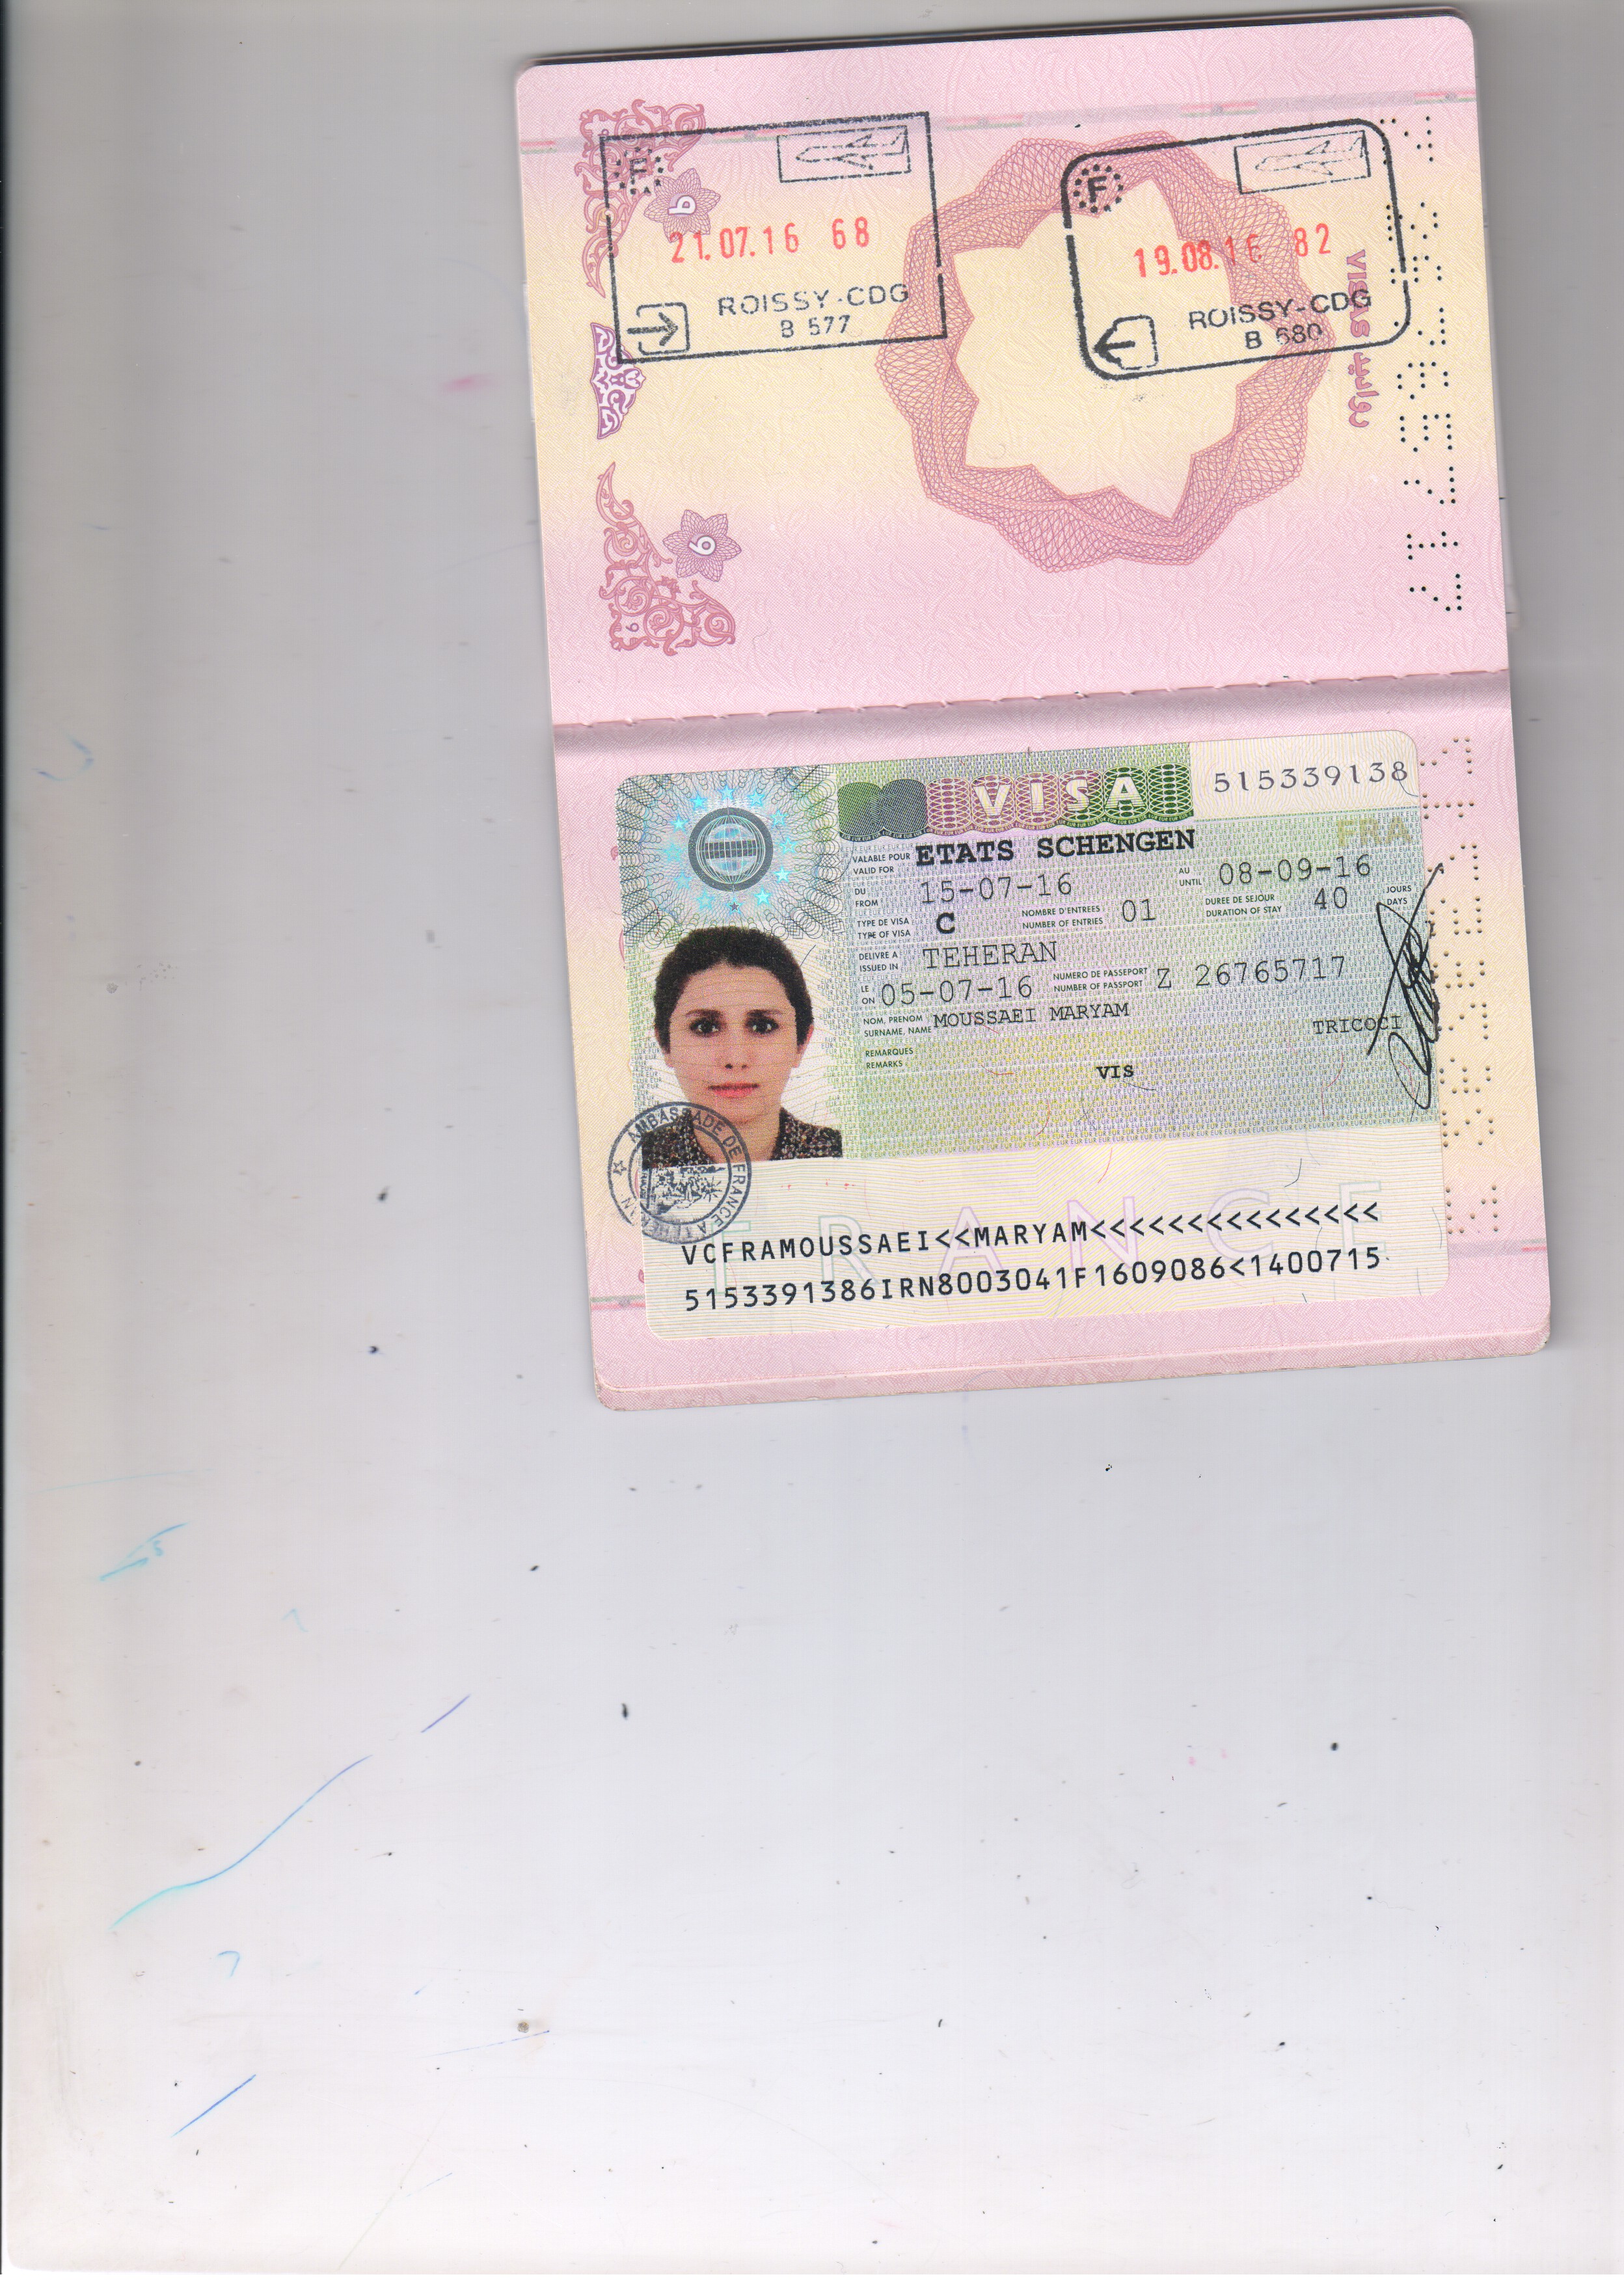 F
21.07.16 68
ROISSY-CDG
B 577
F
19.08.16 82
ROISSY-CDG
B 680
VISAS روادید
6
6
VISA
515339138
FRA
VALABLE POUR ETATS SCHENGEN
VALID FOR
DU 15-07-16 AU 08-09-16
FROM UNTIL
TYPE DE VISA C NOMBRE D'ENTREES 01 DUREE DE SEJOUR 40 JOURS
TYPE OF VISA NUMBER OF ENTRIES DURATION OF STAY DAYS
DELIVRE A TEHERAN
ISSUED IN
LE 05-07-16 NUMERO DE PASSEPORT Z 26765717
ON NUMBER OF PASSPORT
NOM, PRENOM MOUSSAEI MARYAM
SURNAME, NAME
TRICOCI
REMARQUES
REMARKS
VIS
AMBASSADE DE FRANCE A TEHERAN
FRANCE
VCFRAMOUSSAEI<<MARYAM<<<<<<<<<<<<<<<
5153391386IRN8003041F1609086<1400715